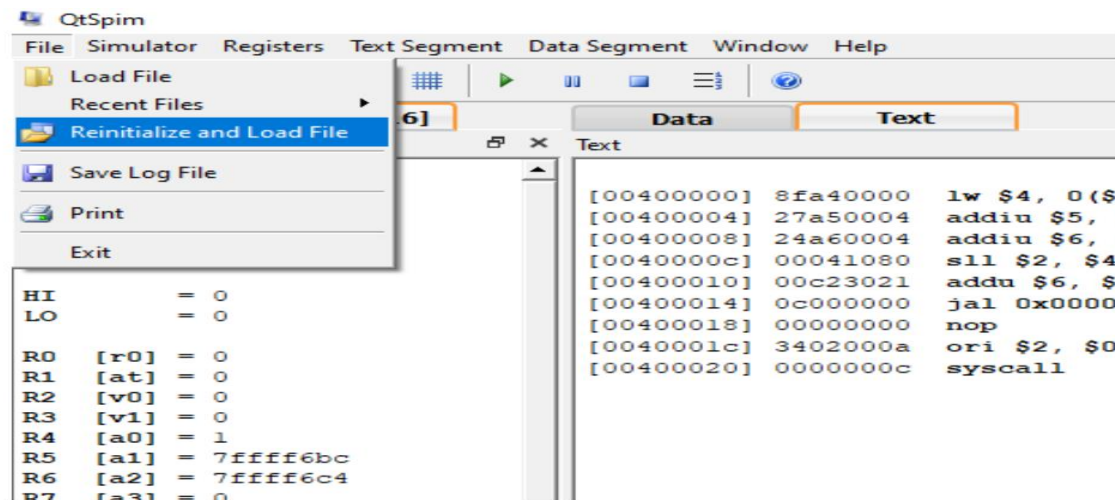 QtSpim
File Simulator Registers Text Segment Data Segment Window Help
Load File
Recent Files
Reinitialize and Load File
Save Log File
Print
Exit
6]
HI = 0
LO = 0
R0 [r0] = 0
R1 [at] = 0
R2 [v0] = 0
R3 [v1] = 0
R4 [a0] = 1
R5 [a1] = 7ffff6bc
R6 [a2] = 7ffff6c4
R7 [a3] = 0
Data Text
Text
[00400000] 8fa40000 lw $4, 0($
[00400004] 27a50004 addiu $5,
[00400008] 24a60004 addiu $6,
[0040000c] 00041080 sll $2, $4
[00400010] 00c23021 addu $6, $
[00400014] 0c000000 jal 0x0000
[00400018] 00000000 nop
[0040001c] 3402000a ori $2, $0
[00400020] 0000000c syscall